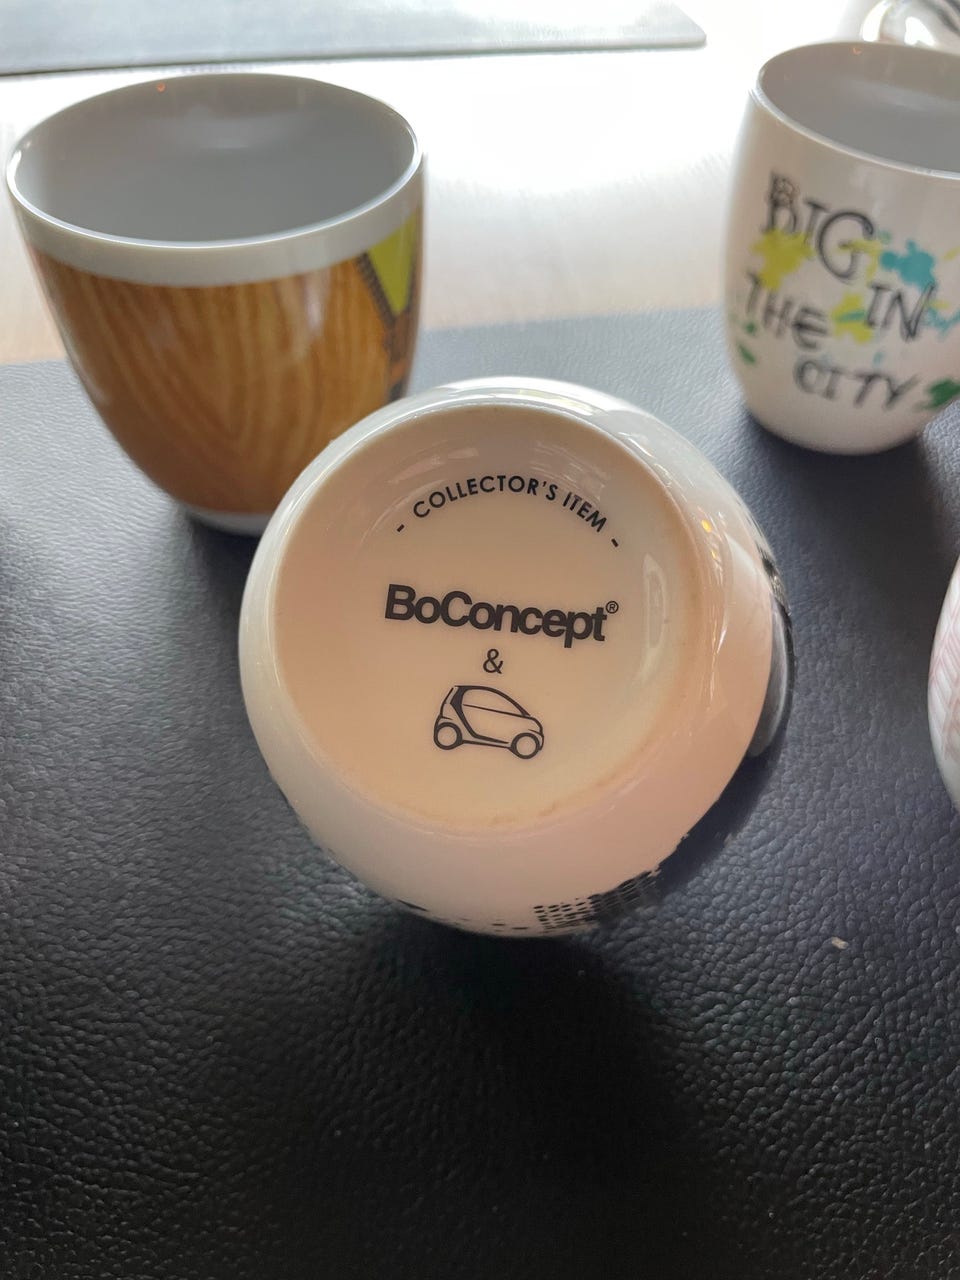 BIG
IN
THE
CITY
- COLLECTOR'S ITEM -
BoConcept®
&